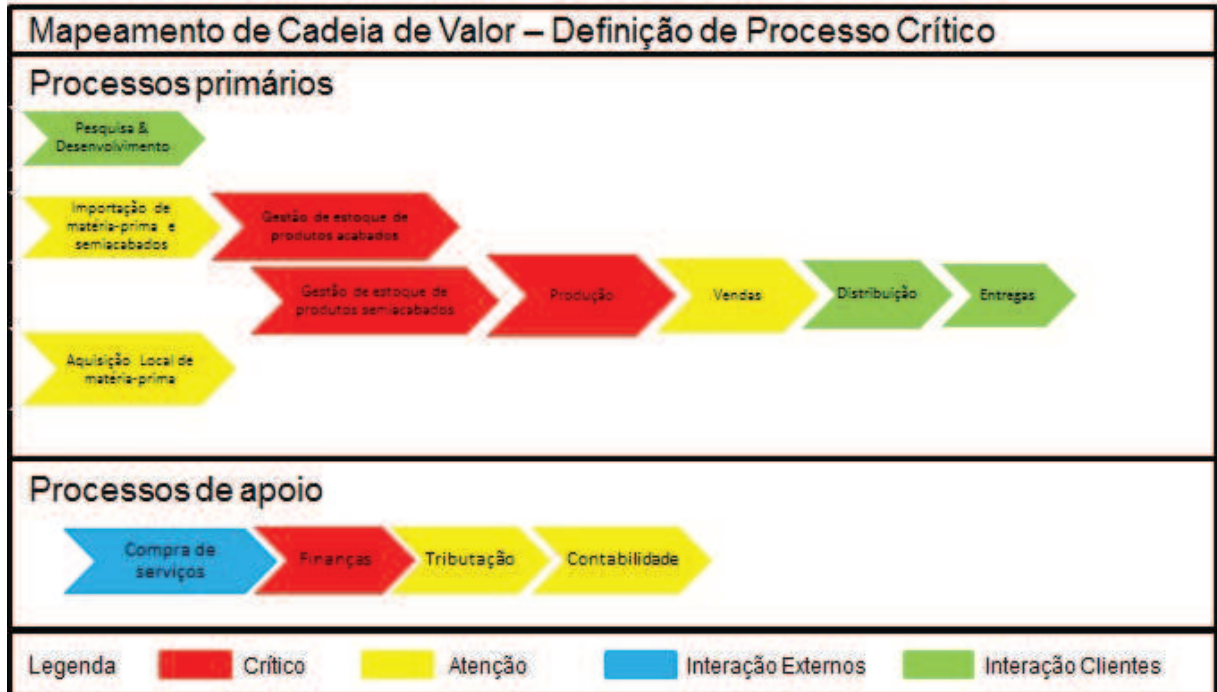 Mapeamento de Cadeia de Valor – Definição de Processo Crítico
Processos primários
Pesquisa &
Desenvolvimento
Importação de
matéria-prima e
semiacabados
Gestão de estoque de
produtos acabados
Gestão de estoque de
produtos semiacabados
Produção
Vendas
Distribuição
Entregas
Aquisição Local de
matéria-prima
Processos de apoio
Compra de
serviços
Finanças
Tributação
Contabilidade
Legenda
Crítico
Atenção
Interação Externos
Interação Clientes